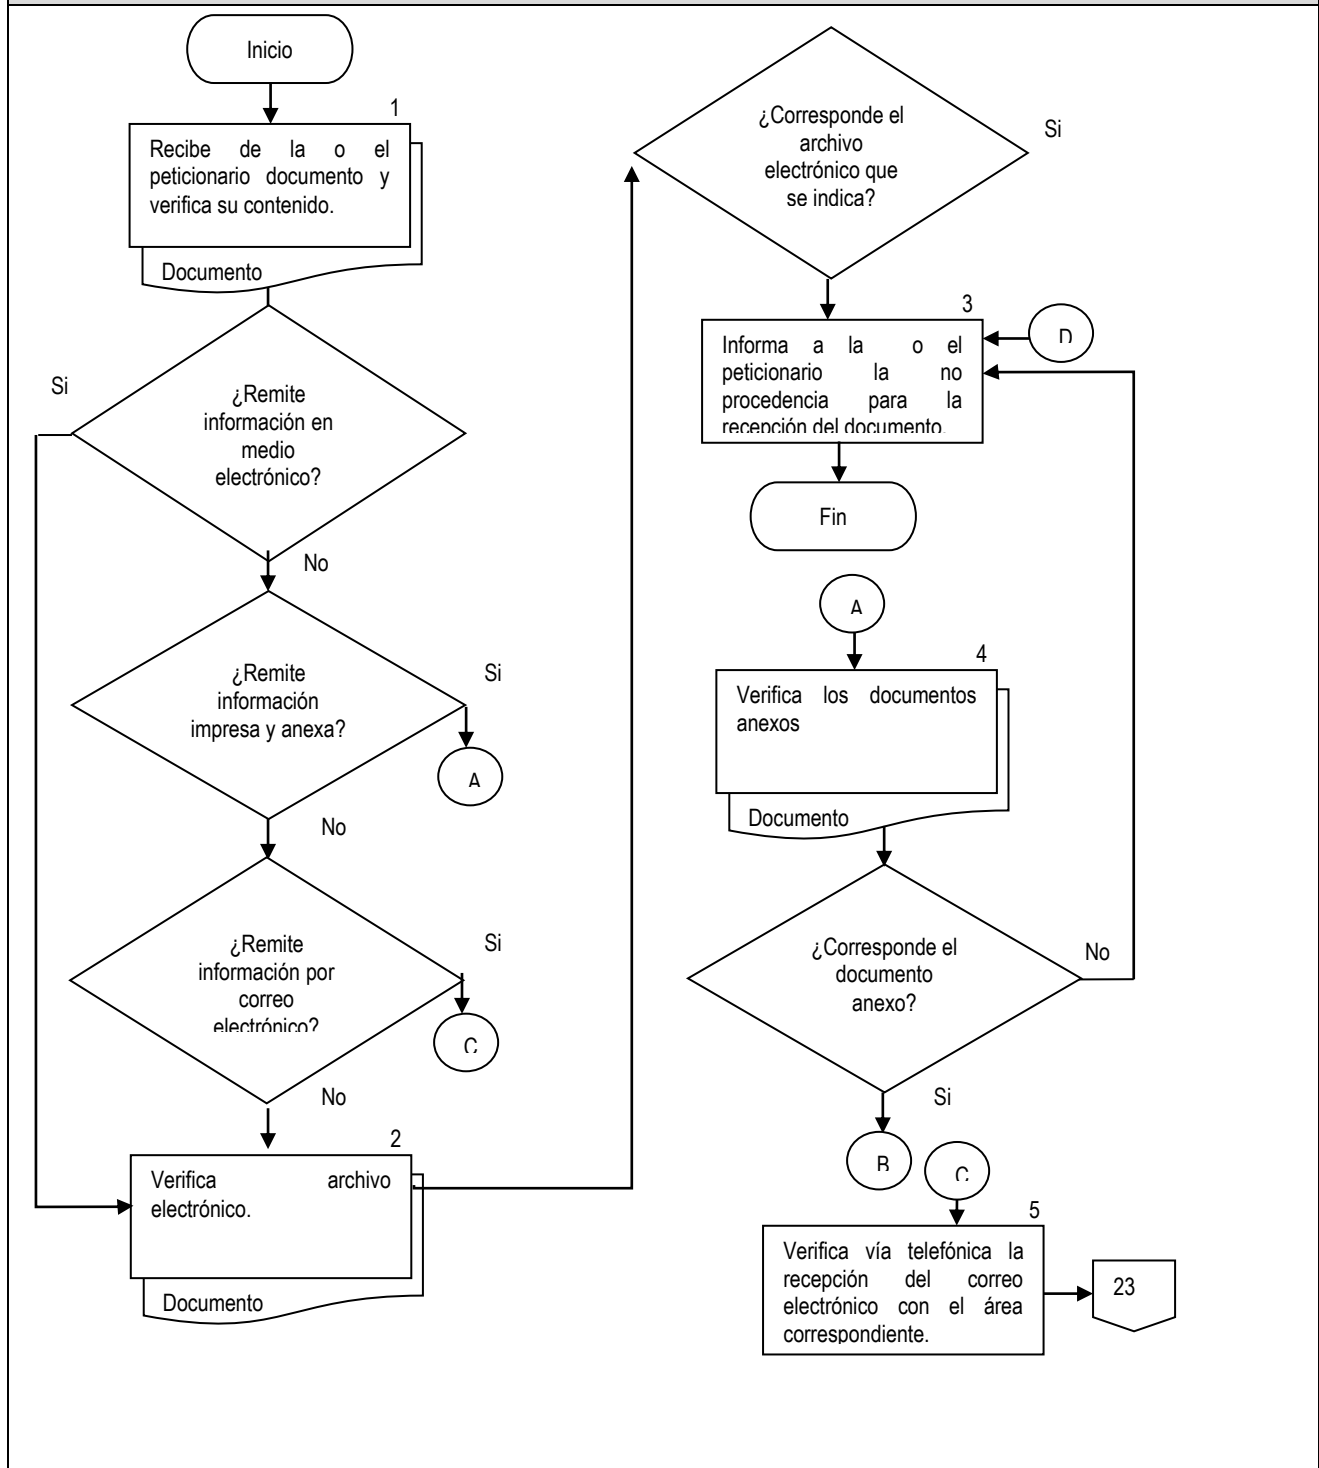 Inicio
1
Recibe de la o el
peticionario documento y
verifica su contenido.
Documento
Si
¿Remite
información en
medio
electrónico?
No
¿Remite
información
impresa y anexa?
Si
A
No
¿Remite
información por
correo
electrónico?
Si
C
No
2
Verifica archivo
electrónico.
Documento
¿Corresponde el
archivo
electrónico que
se indica?
Si
3
Informa a la o el
peticionario la no
procedencia para la
recepción del documento.
D
Fin
A
4
Verifica los documentos
anexos
Documento
¿Corresponde el
documento
anexo?
No
Si
B
C
5
Verifica vía telefónica la
recepción del correo
electrónico con el área
correspondiente.
23